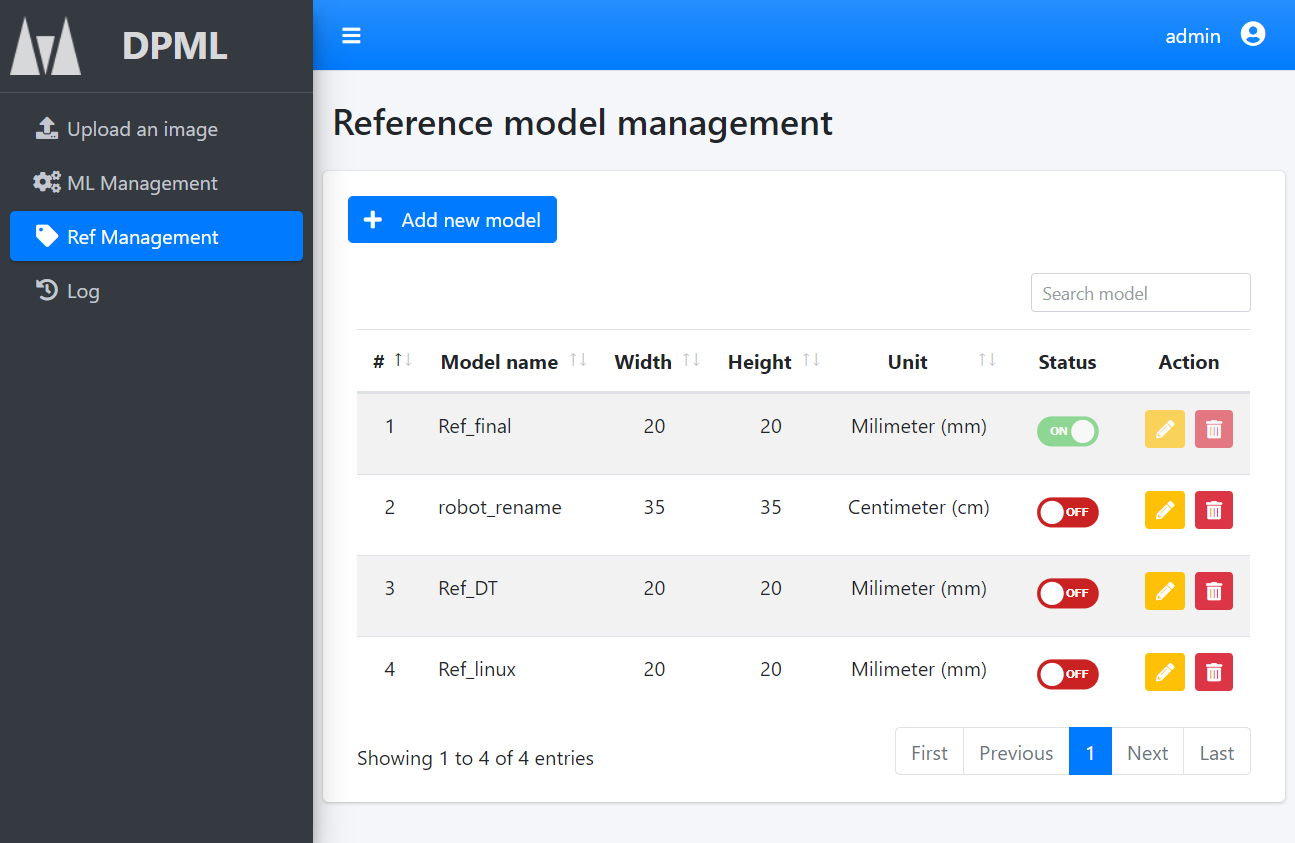 DPML
admin
Upload an image
ML Management
Ref Management
Log
Reference model management
Add new model
Search model
# Model name Width Height Unit Status Action
1 Ref_final 20 20 Milimeter (mm) ON
2 robot_rename 35 35 Centimeter (cm) OFF
3 Ref_DT 20 20 Milimeter (mm) OFF
4 Ref_linux 20 20 Milimeter (mm) OFF
Showing 1 to 4 of 4 entries
First Previous 1 Next Last